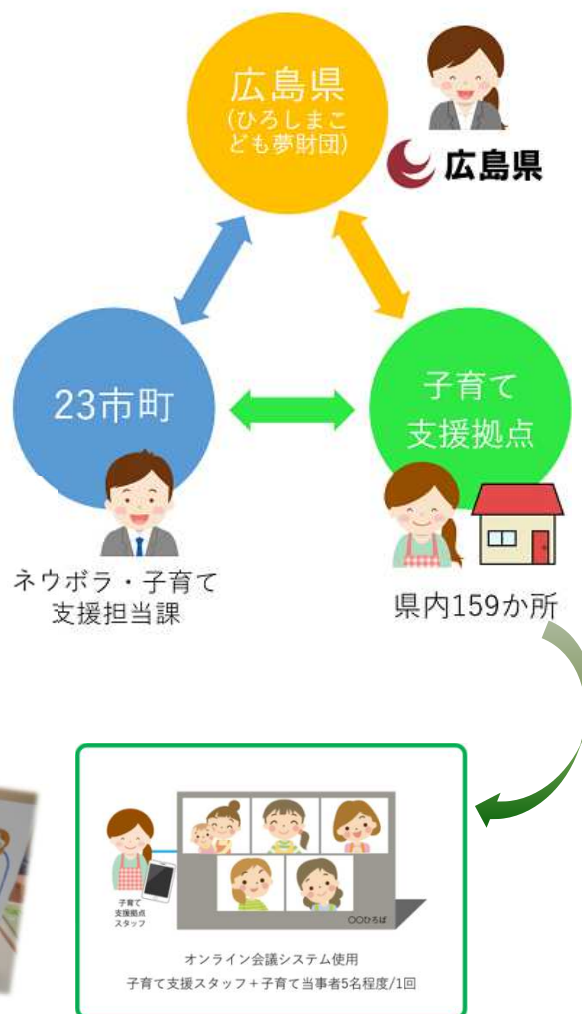 広島県
(ひろしまこ
ども夢財団)
広島県
23市町
子育て
支援拠点
ネウボラ・子育て
支援担当課
県内159か所
子育て
支援拠点
スタッフ
〇〇ひろば
オンライン会議システム使用
子育て支援スタッフ＋子育て当事者5名程度/1回